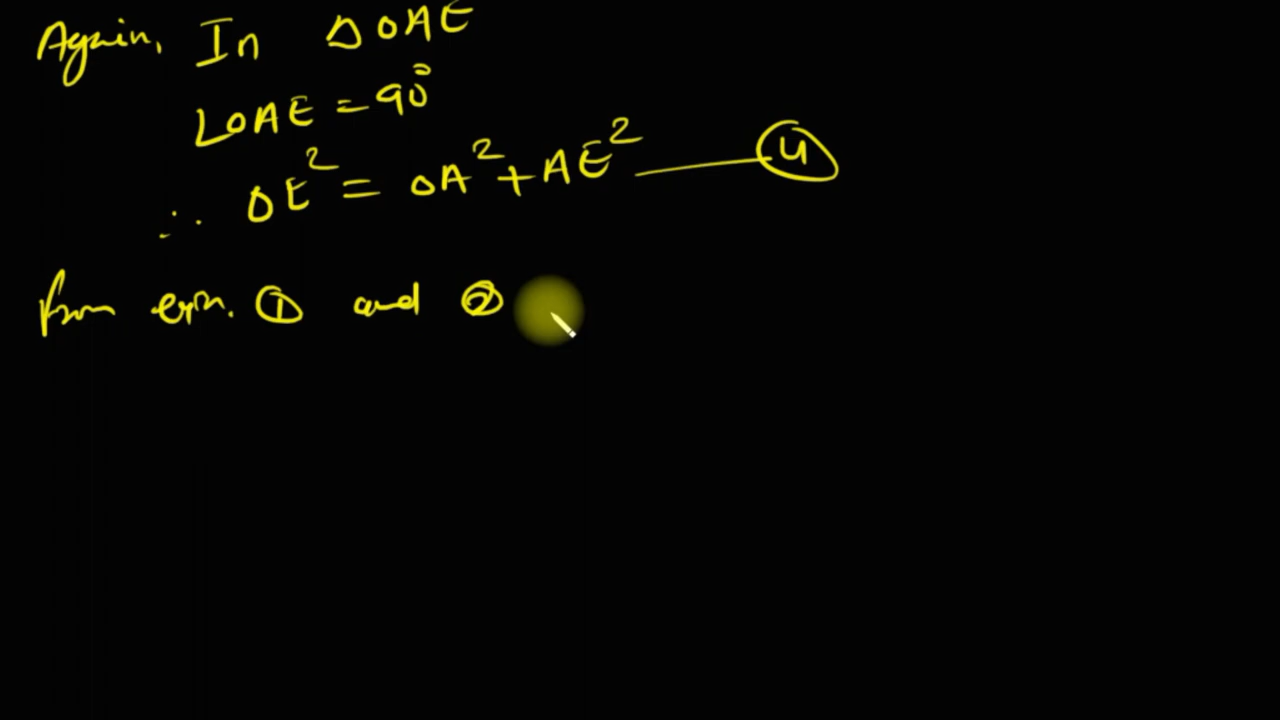 Again, In ΔOAE
∠OAE = 90°
∴ OE² = OA² + AE² —— ④
from eqn. ① and ②